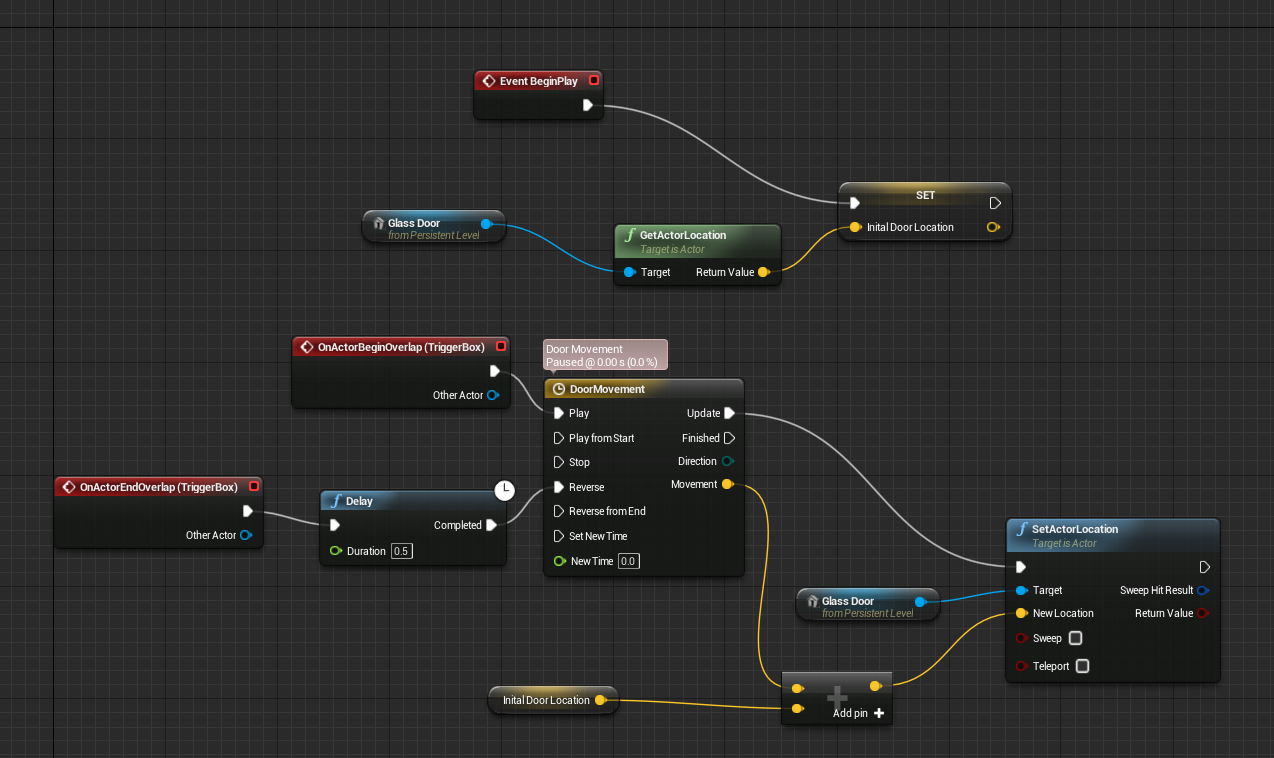 Event BeginPlay
SET
Inital Door Location
Glass Door
from Persistent Level
GetActorLocation
Target is Actor
Target
Return Value
OnActorBeginOverlap (TriggerBox)
Other Actor
Door Movement
Paused @ 0.00 s (0.0 %)
DoorMovement
Play
Update
Play from Start
Finished
Stop
Direction
Reverse
Movement
Reverse from End
Set New Time
New Time 0.0
OnActorEndOverlap (TriggerBox)
Other Actor
Delay
Completed
Duration 0.5
SetActorLocation
Target is Actor
Target
Sweep Hit Result
New Location
Return Value
Sweep
Teleport
Glass Door
from Persistent Level
Inital Door Location
Add pin